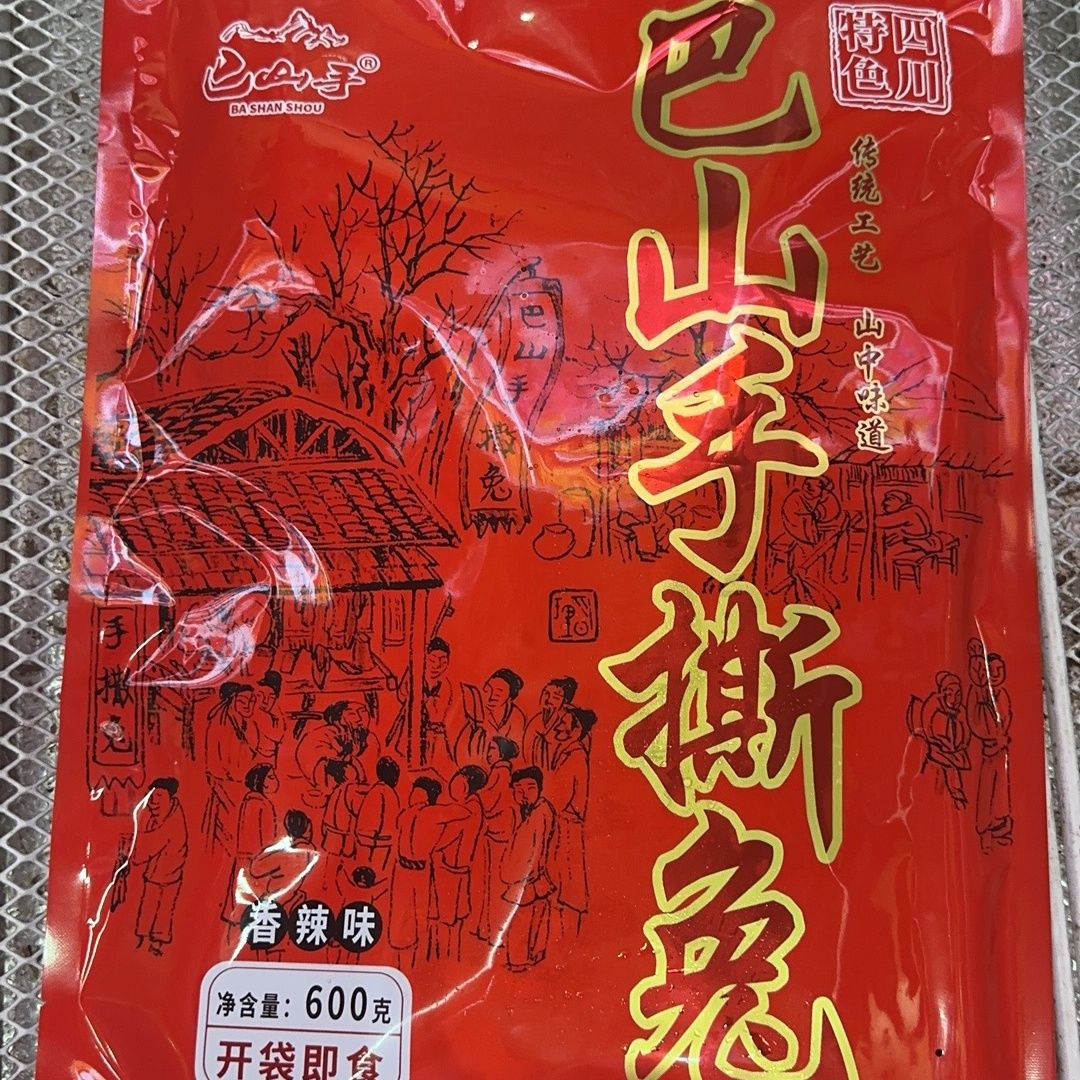 巴山手®
BA SHAN SHOU
四川
特色
巴山手撕兔
传统工艺
山中味道
巴山手
撕兔
手撕兔
香辣味
净含量：600克
开袋即食